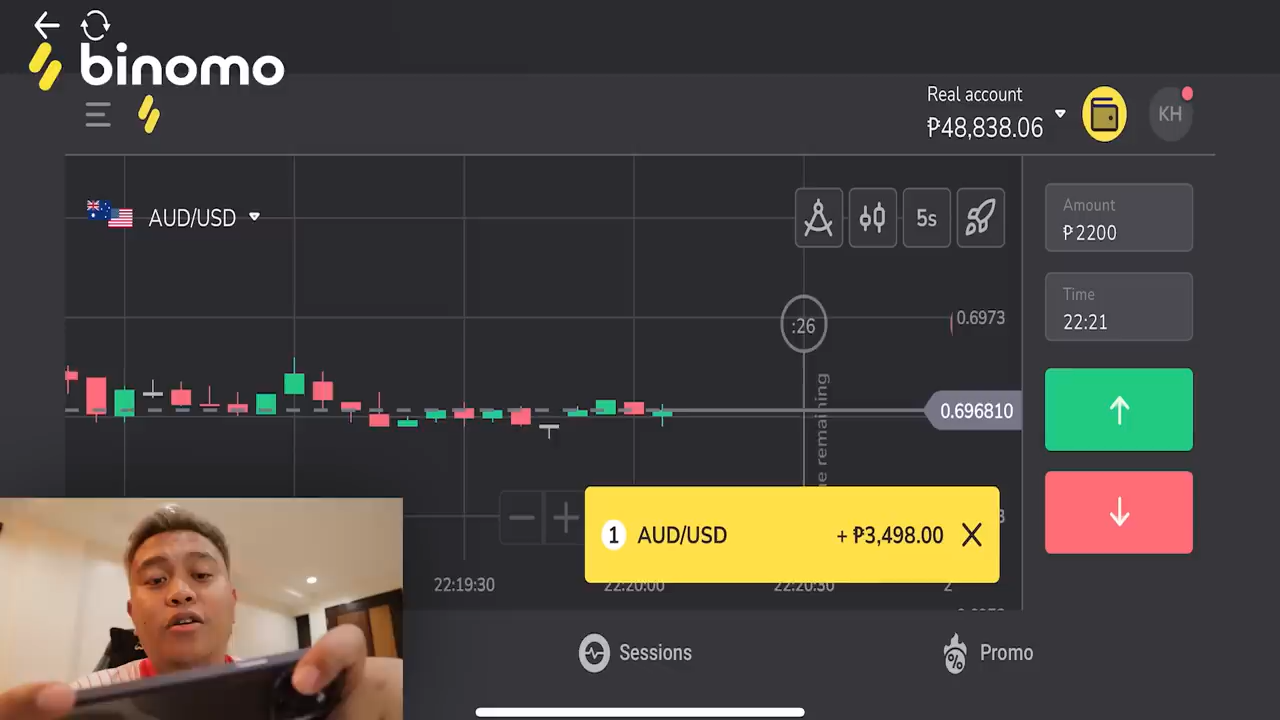 binomo
Real account
₱48,838.06
KH
AUD/USD
5s
Amount
₱2200
:26
0.6973
Time
22:21
0.696810
remaining
1 AUD/USD + ₱3,498.00
22:19:30
22:20:00
22:20:30
Sessions
Promo